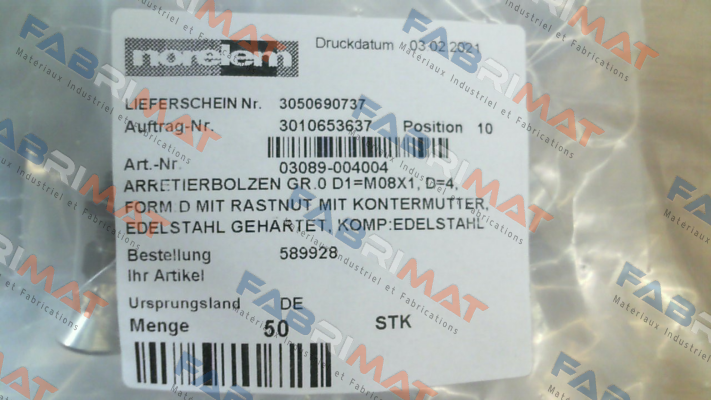 norelem
Druckdatum 03.02.2021
LIEFERSCHEIN Nr. 3050690737
Auftrag-Nr. 3010653637 Position 10
Art.-Nr. 03089-004004
ARRETIERBOLZEN GR.0 D1=M08X1, D=4,
FORM D MIT RASTNUT MIT KONTERMUTTER,
EDELSTAHL GEHÄRTET, KOMP:EDELSTAHL
Bestellung 589928
Ihr Artikel
Ursprungsland DE
Menge 50 STK
FABRIMAT
Materiaux Industriel et Fabrications